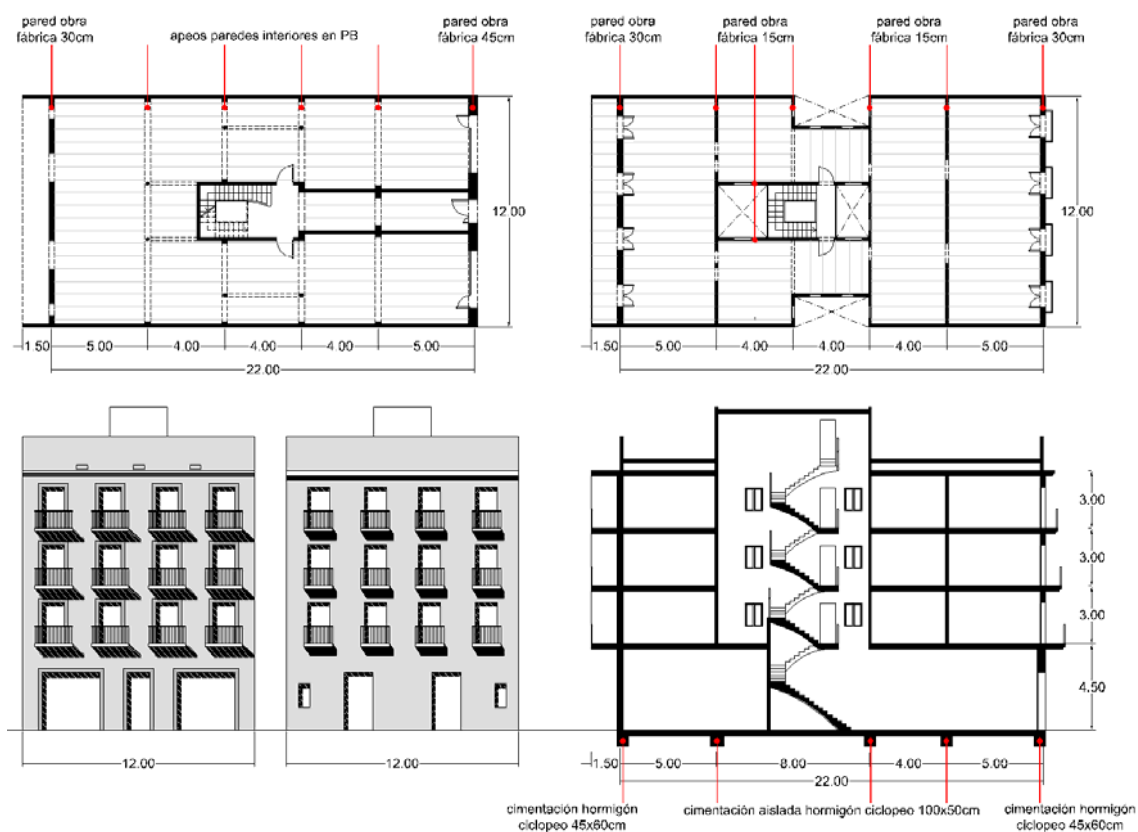 pared obra
fábrica 30cm
apeos paredes interiores en PB
pared obra
fábrica 45cm
pared obra
fábrica 30cm
pared obra
fábrica 15cm
pared obra
fábrica 15cm
pared obra
fábrica 30cm
12.00
12.00
1.50
5.00
4.00
4.00
4.00
5.00
22.00
1.50
5.00
4.00
4.00
4.00
5.00
22.00
3.00
3.00
3.00
4.50
12.00
12.00
1.50
5.00
8.00
4.00
5.00
22.00
cimentación hormigón
ciclopeo 45x60cm
cimentación aislada hormigón ciclopeo 100x50cm
cimentación hormigón
ciclopeo 45x60cm